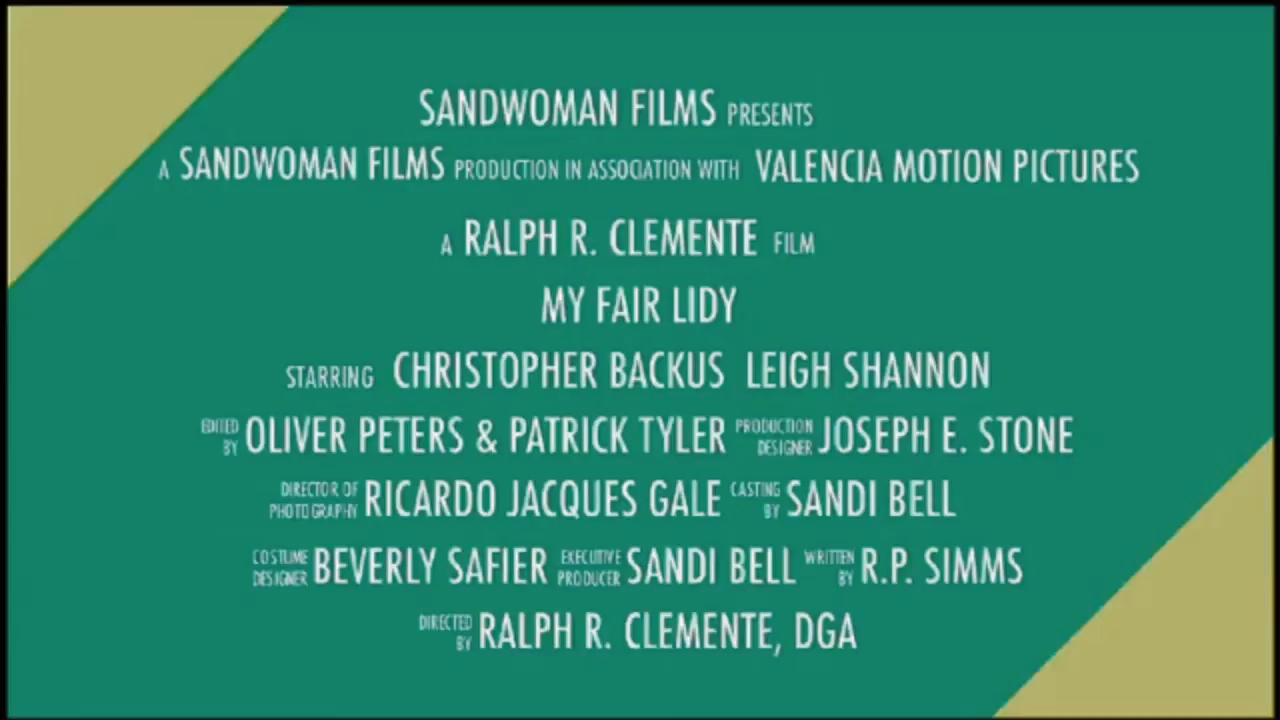 SANDWOMAN FILMS PRESENTS
A SANDWOMAN FILMS PRODUCTION IN ASSOCIATION WITH VALENCIA MOTION PICTURES
A RALPH R. CLEMENTE FILM
MY FAIR LIDY
STARRING CHRISTOPHER BACKUS LEIGH SHANNON
EDITED BY OLIVER PETERS & PATRICK TYLER PRODUCTION DESIGNER JOSEPH E. STONE
DIRECTOR OF PHOTOGRAPHY RICARDO JACQUES GALE CASTING BY SANDI BELL
COSTUME DESIGNER BEVERLY SAFIER EXECUTIVE PRODUCER SANDI BELL WRITTEN BY R.P. SIMMS
DIRECTED BY RALPH R. CLEMENTE, DGA